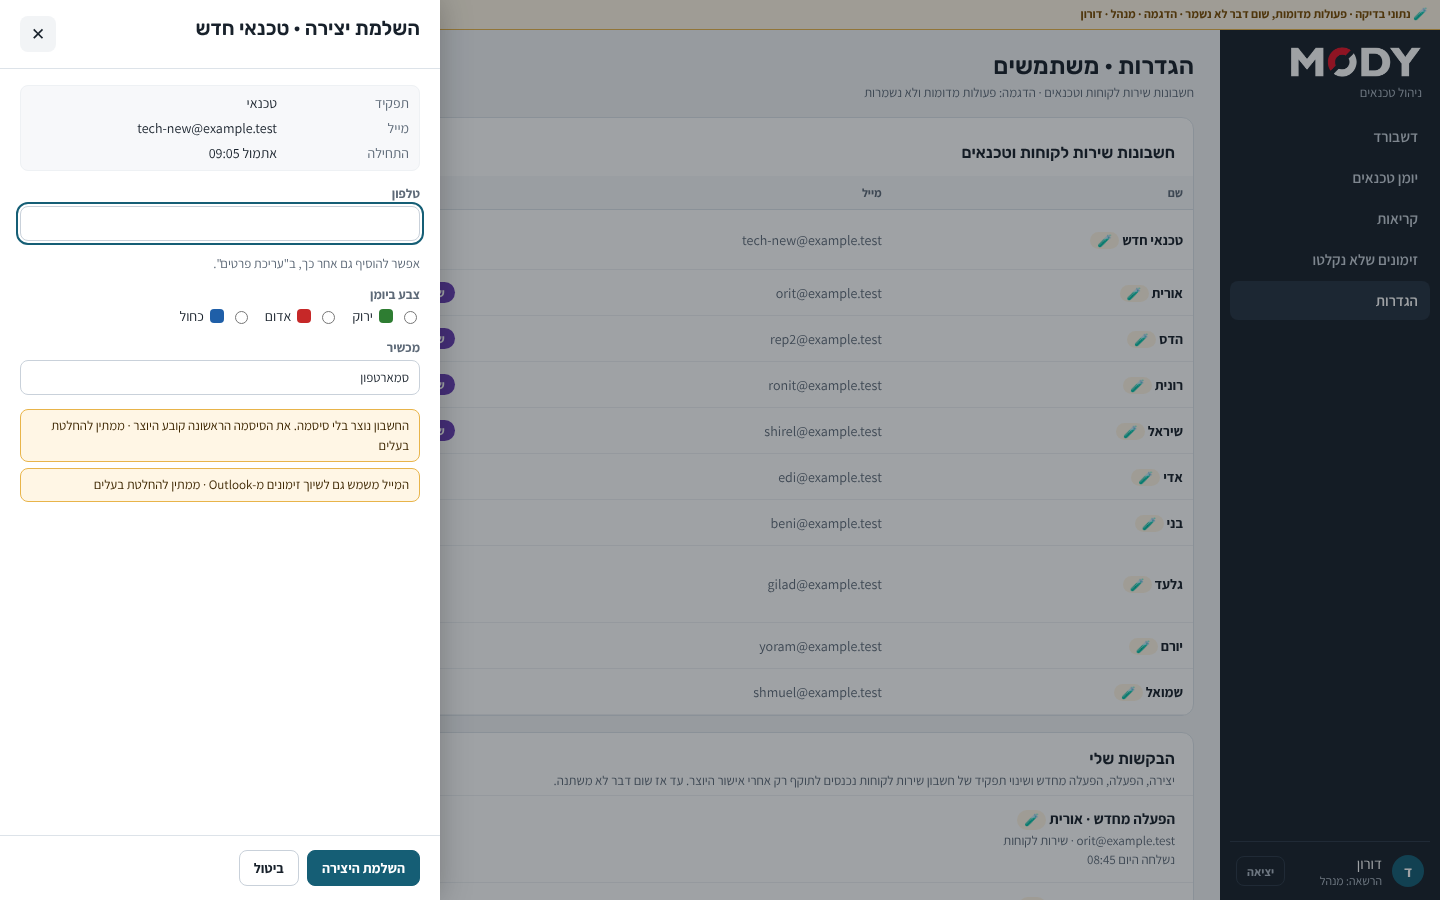 🧪 נתוני בדיקה · פעולות מדומות, שום דבר לא נשמר · הדגמה · מנהל · דורון
MODY
ניהול טכנאים
דשבורד
יומן טכנאים
קריאות
זימונים שלא נקלטו
הגדרות
דורון
הרשאה: מנהל
ד
יציאה
הגדרות • משתמשים
חשבונות שירות לקוחות וטכנאים · הדגמה: פעולות מדומות ולא נשמרות
חשבונות שירות לקוחות וטכנאים
שם מייל
טכנאי חדש 🧪 tech-new@example.test
אורית 🧪 orit@example.test
הדס 🧪 rep2@example.test
רונית 🧪 ronit@example.test
שיראל 🧪 shirel@example.test
אדי 🧪 edi@example.test
בני 🧪 beni@example.test
גלעד 🧪 gilad@example.test
יורם 🧪 yoram@example.test
שמואל 🧪 shmuel@example.test
הבקשות שלי
יצירה, הפעלה, הפעלה מחדש ושינוי תפקיד של חשבון שירות לקוחות נכנסים לתוקף רק אחרי אישור היוצר. עד אז שום דבר לא משתנה.
הפעלה מחדש · אורית 🧪
orit@example.test · שירות לקוחות
נשלחה היום 08:45
השלמת יצירה • טכנאי חדש
✕
תפקיד טכנאי
מייל tech-new@example.test
התחילה אתמול 09:05
טלפון
אפשר להוסיף גם אחר כך, ב"עריכת פרטים".
צבע ביומן
ירוק אדום כחול
מכשיר
סמארטפון
החשבון נוצר בלי סיסמה. את הסיסמה הראשונה קובע היוצר · ממתין להחלטת
בעלים
המייל משמש גם לשיוך זימונים מ-Outlook · ממתין להחלטת בעלים
השלמת היצירה
ביטול